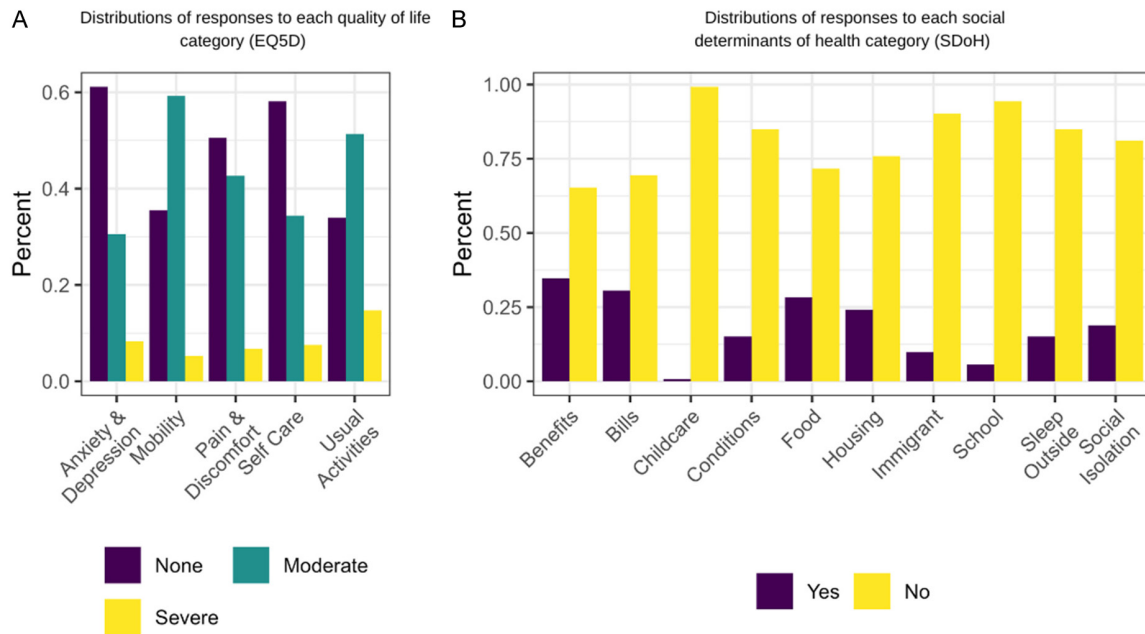 A
Distributions of responses to each quality of life
category (EQ5D)
Percent
0.6
0.4
0.2
0.0
Anxiety &
Depression
Mobility
Pain &
Discomfort
Self Care
Usual
Activities
None
Moderate
Severe
B
Distributions of responses to each social
determinants of health category (SDoH)
Percent
1.00
0.75
0.50
0.25
0.00
Benefits
Bills
Childcare
Conditions
Food
Housing
Immigrant
School
Sleep
Outside
Social
Isolation
Yes
No